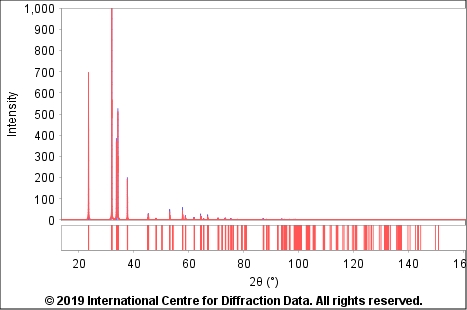 1,000
900
800
700
600
500
400
300
200
100
0
Intensity
20 40 60 80 100 120 140 16
2θ (°)
© 2019 International Centre for Diffraction Data. All rights reserved.